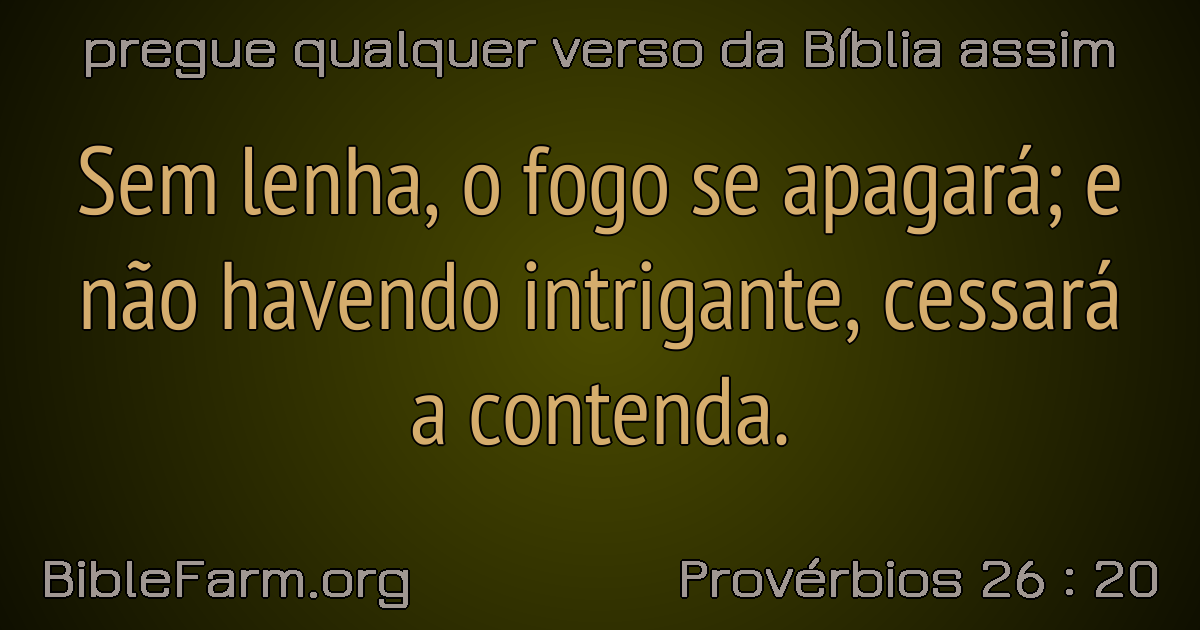 pregue qualquer verso da Bíblia assim
Sem lenha, o fogo se apagará; e
não havendo intrigante, cessará
a contenda.
BibleFarm.org
Provérbios 26 : 20